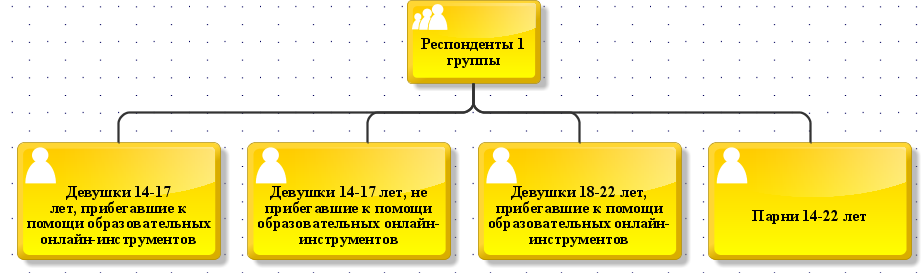 Респонденты 1
группы
Девушки 14-17
лет, прибегавшие к
помощи образовательных
онлайн-инструментов
Девушки 14-17 лет, не
прибегавшие к помощи
образовательных онлайн-
инструментов
Девушки 18-22 лет,
прибегавшие к помощи
образовательных онлайн-
инструментов
Парни 14-22 лет